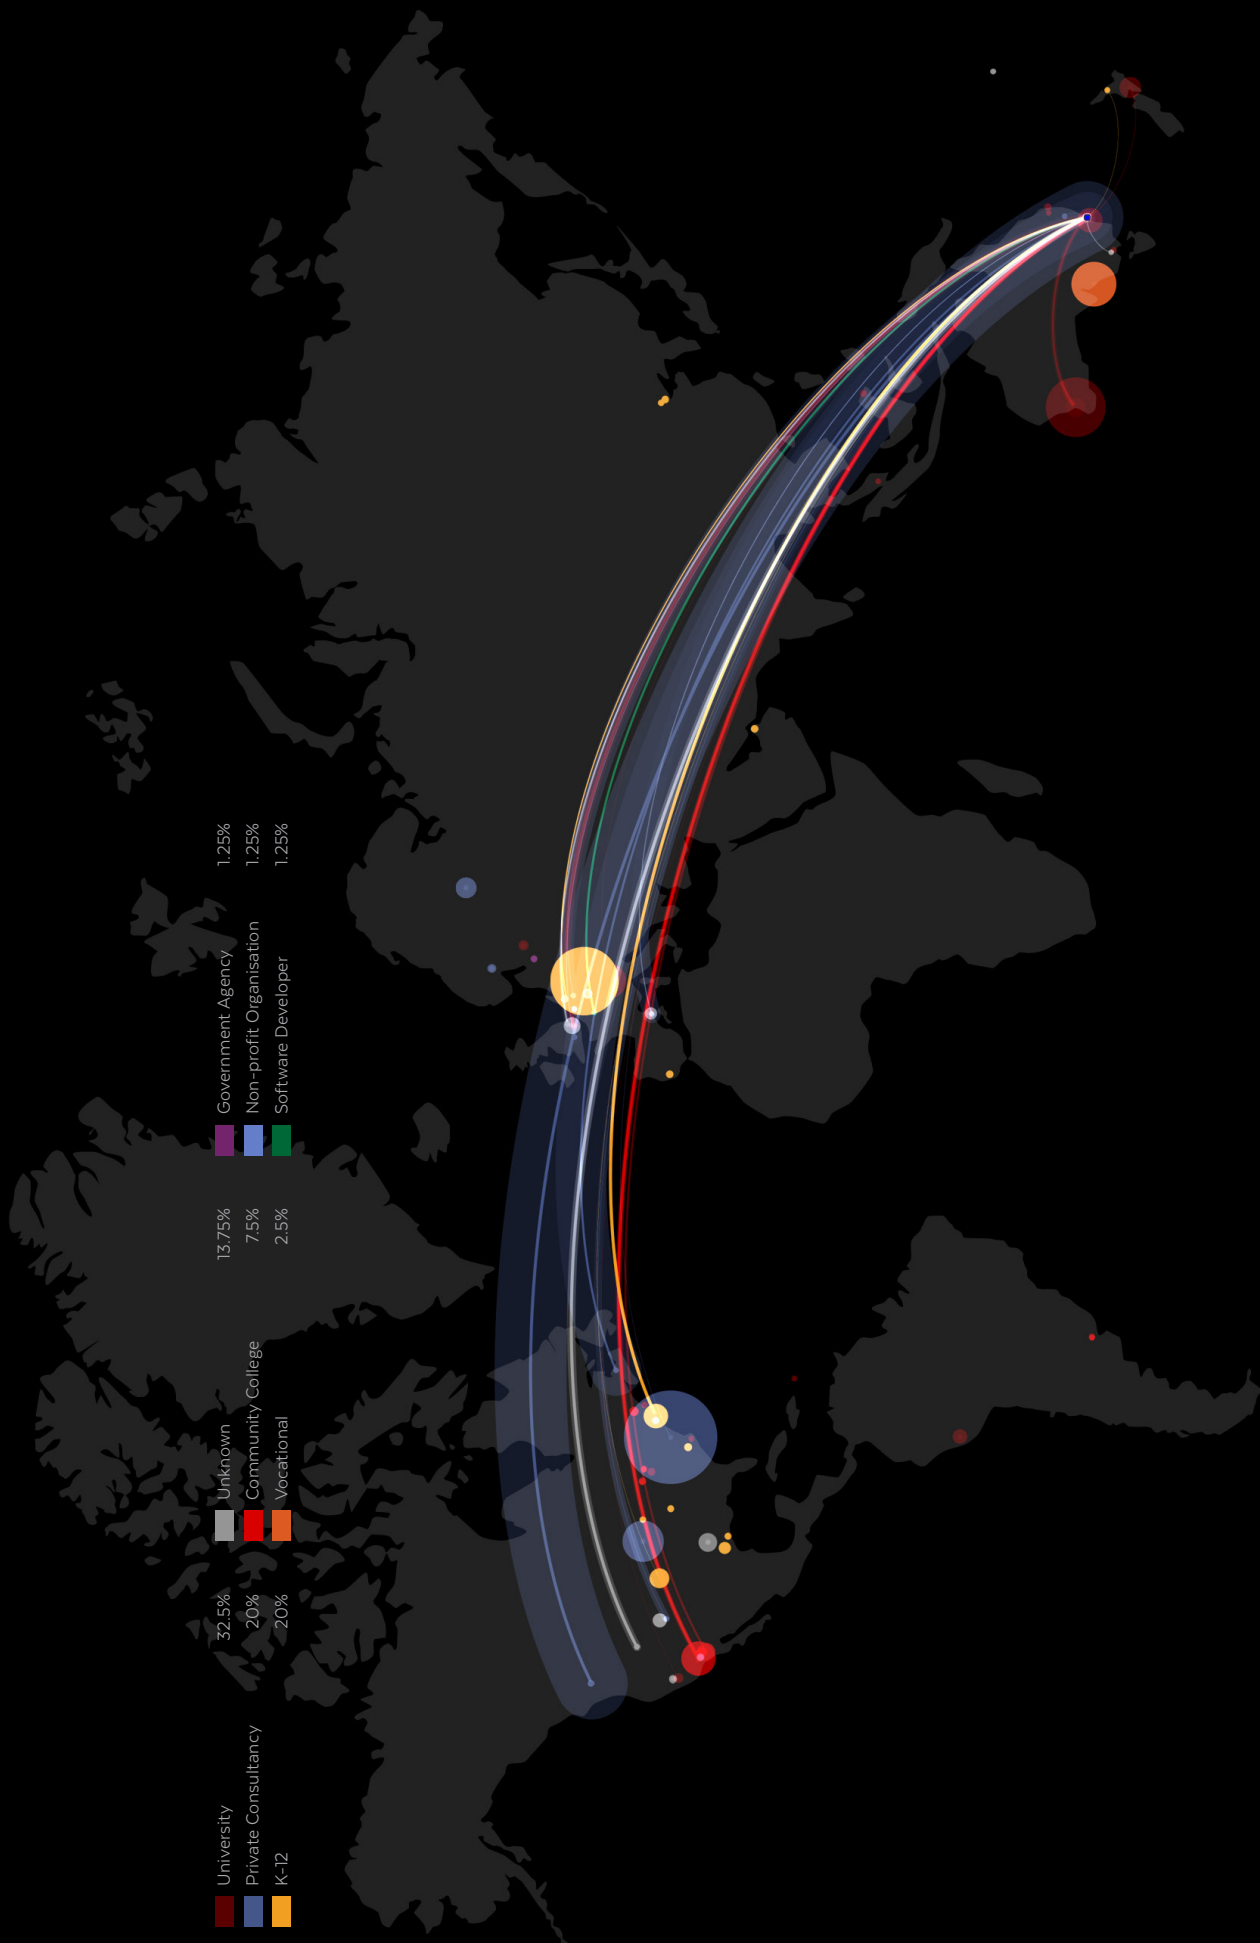 University 32.5%
Private Consultancy 20%
K-12 20%
Unknown 13.75%
Community College 7.5%
Vocational 2.5%
Government Agency 1.25%
Non-profit Organisation 1.25%
Software Developer 1.25%